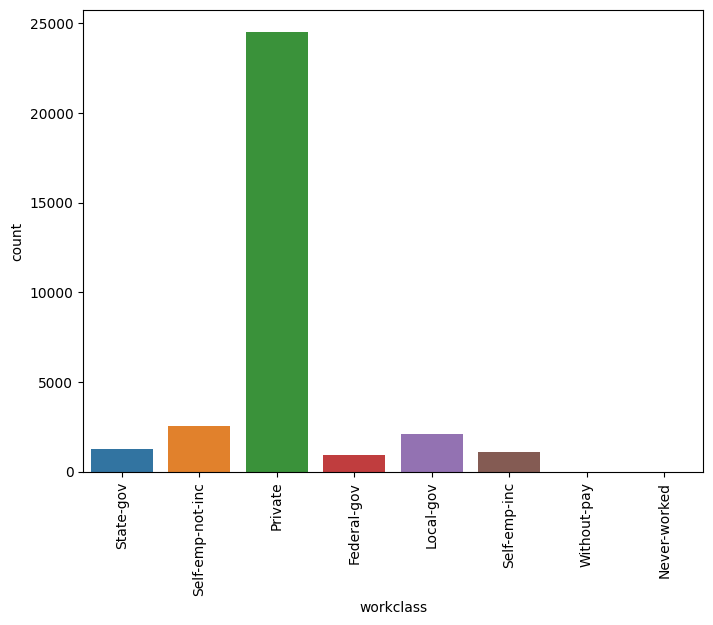 25000
20000
15000
10000
5000
0
count
State-gov
Self-emp-not-inc
Private
Federal-gov
Local-gov
Self-emp-inc
Without-pay
Never-worked
workclass